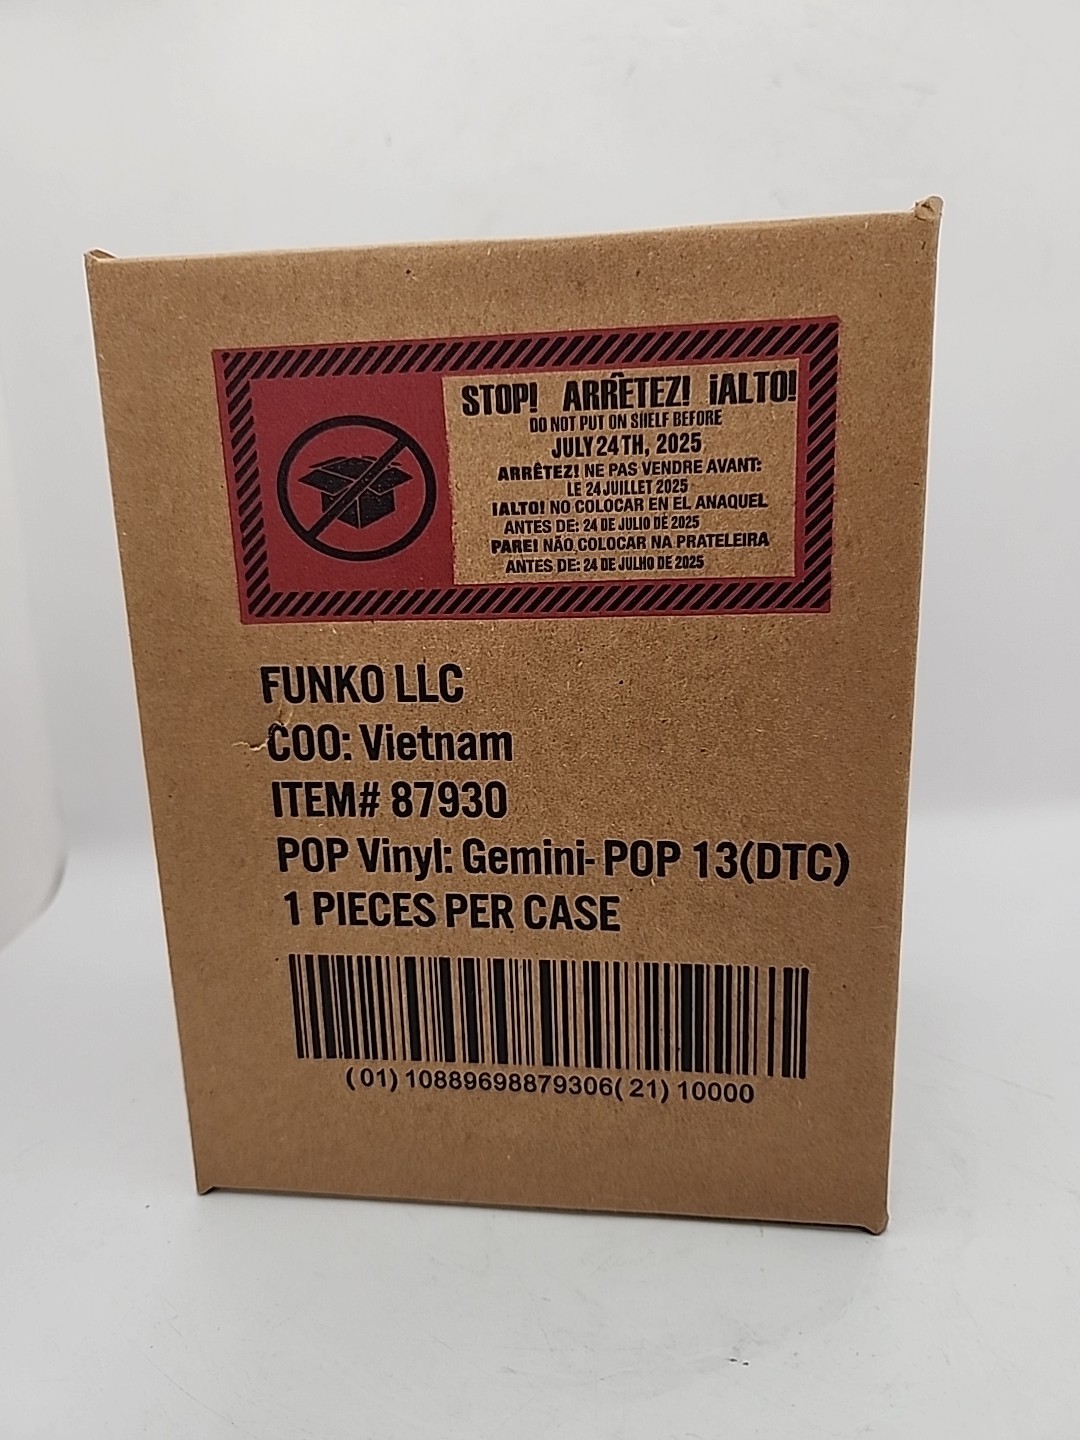 STOP! ARRÊTEZ! ¡ALTO!
DO NOT PUT ON SHELF BEFORE
JULY 24TH, 2025
ARRÊTEZ! NE PAS VENDRE AVANT:
LE 24 JUILLET 2025
¡ALTO! NO COLOCAR EN EL ANAQUEL
ANTES DE: 24 DE JULIO DE 2025
PARE! NÃO COLOCAR NA PRATELEIRA
ANTES DE: 24 DE JULHO DE 2025
FUNKO LLC
COO: Vietnam
ITEM# 87930
POP Vinyl: Gemini- POP 13(DTC)
1 PIECES PER CASE
(01) 10889698879306(21) 10000